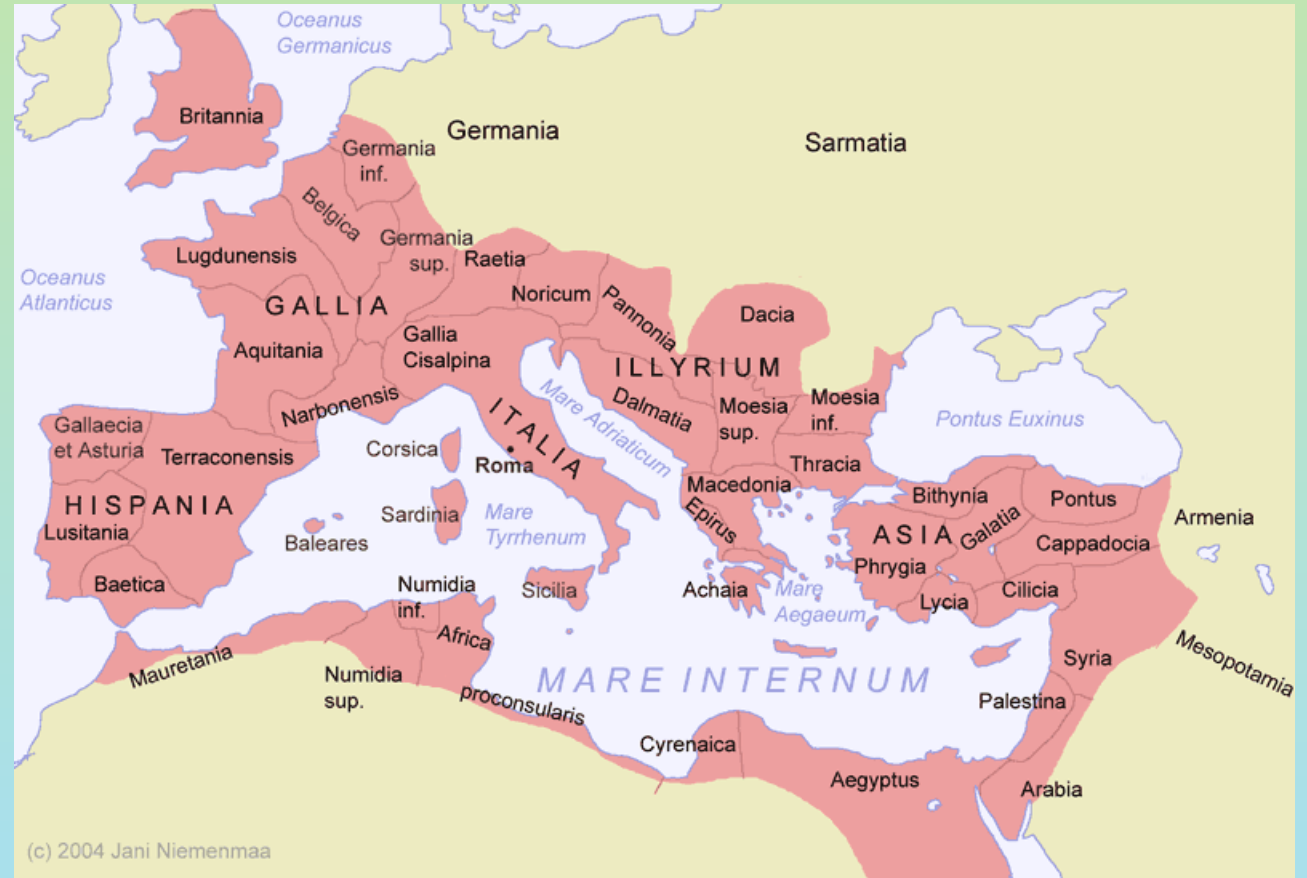 Oceanus
Germanicus
Britannia
Germania
Sarmatia
Germania
inf.
Belgica
Germania
sup.
Lugdunensis
Raetia
Oceanus
Atlanticus
GALLIA
Noricum
Pannonia
Dacia
Gallia
Cisalpina
Aquitania
ILLYRIUM
Narbonensis
ITALIA
Mare Adriaticum
Dalmatia
Moesia
sup.
Moesia
inf.
Pontus Euxinus
Gallaecia
et Asturia
Terraconensis
Corsica
Roma
Thracia
Macedonia
Epirus
Bithynia
Pontus
HISPANIA
Lusitania
Sardinia
Mare
Tyrrhenum
ASIA
Galatia
Armenia
Cappadocia
Baleares
Phrygia
Baetica
Numidia
inf.
Sicilia
Achaia
Mare
Aegaeum
Lycia
Cilicia
Africa
Mauretania
Numidia
sup.
proconsularis
MARE INTERNUM
Syria
Mesopotamia
Palestina
Cyrenaica
Aegyptus
Arabia
(c) 2004 Jani Niemenmaa